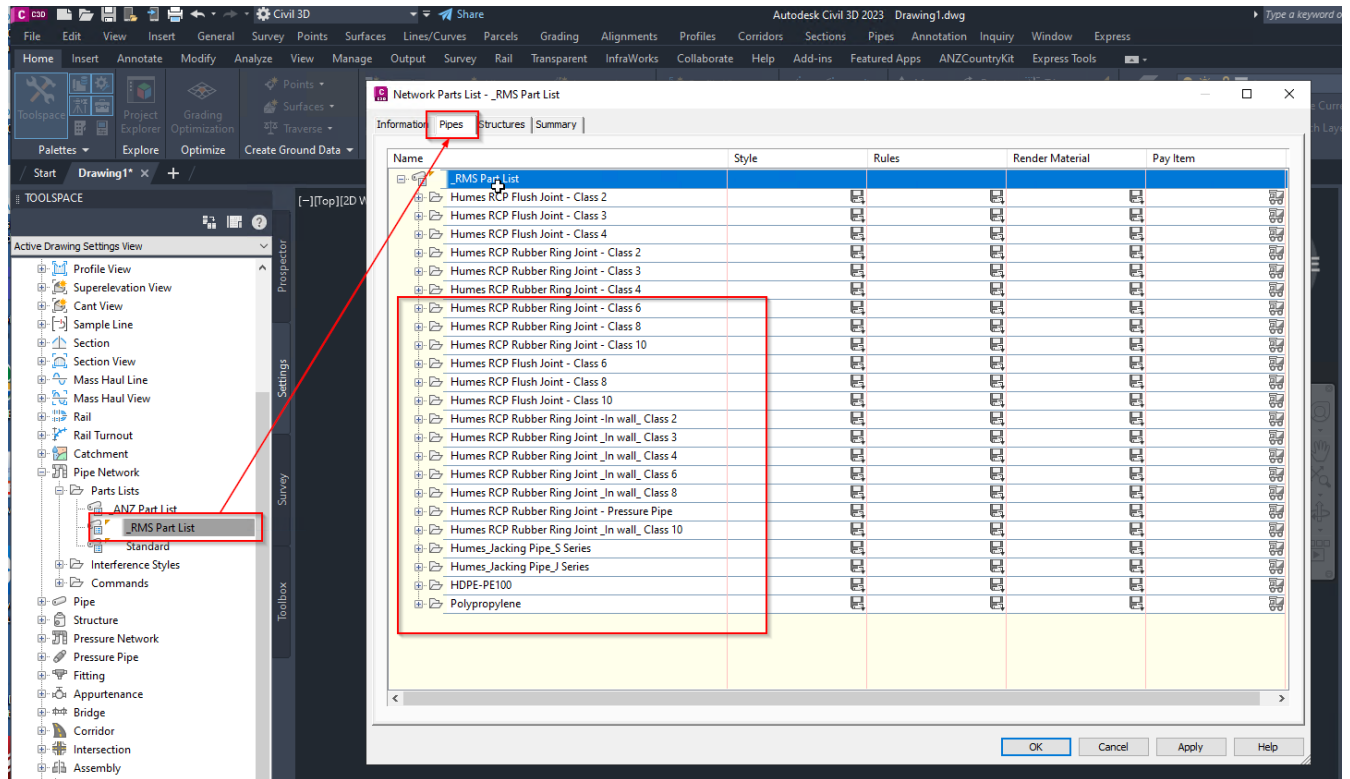 C3D Civil 3D Share Autodesk Civil 3D 2023 Drawing1.dwg Type a keyword o
File Edit View Insert General Survey Points Surfaces Lines/Curves Parcels Grading Alignments Profiles Corridors Sections Pipes Annotation Inquiry Window Express
Home Insert Annotate Modify Analyze View Manage Output Survey Rail Transparent InfraWorks Collaborate Help Add-ins Featured Apps ANZCountryKit Express Tools
Toolspace
Project
Explorer
Grading
Optimization
Points
Surfaces
Traverse
Palettes Explore Optimize Create Ground Data
Start Drawing1* × +
TOOLSPACE
[−][Top][2D W
Active Drawing Settings View
Profile View
Superelevation View
Cant View
Sample Line
Section
Section View
Mass Haul Line
Mass Haul View
Rail
Rail Turnout
Catchment
Pipe Network
Parts Lists
_ANZ Part List
_RMS Part List
Standard
Interference Styles
Commands
Pipe
Structure
Pressure Network
Pressure Pipe
Fitting
Appurtenance
Bridge
Corridor
Intersection
Assembly
Prospector
Settings
Survey
Toolbox
Network Parts List - _RMS Part List
Information Pipes Structures Summary
Name Style Rules Render Material Pay Item
_RMS Part List
Humes RCP Flush Joint - Class 2
Humes RCP Flush Joint - Class 3
Humes RCP Flush Joint - Class 4
Humes RCP Rubber Ring Joint - Class 2
Humes RCP Rubber Ring Joint - Class 3
Humes RCP Rubber Ring Joint - Class 4
Humes RCP Rubber Ring Joint - Class 6
Humes RCP Rubber Ring Joint - Class 8
Humes RCP Rubber Ring Joint - Class 10
Humes RCP Flush Joint - Class 6
Humes RCP Flush Joint - Class 8
Humes RCP Flush Joint - Class 10
Humes RCP Rubber Ring Joint -In wall_ Class 2
Humes RCP Rubber Ring Joint _In wall_ Class 3
Humes RCP Rubber Ring Joint _In wall_ Class 4
Humes RCP Rubber Ring Joint _In wall_ Class 6
Humes RCP Rubber Ring Joint _In wall_ Class 8
Humes RCP Rubber Ring Joint - Pressure Pipe
Humes RCP Rubber Ring Joint _In wall_ Class 10
Humes_Jacking Pipe_S Series
Humes_Jacking Pipe_J Series
HDPE-PE100
Polypropylene
OK Cancel Apply Help